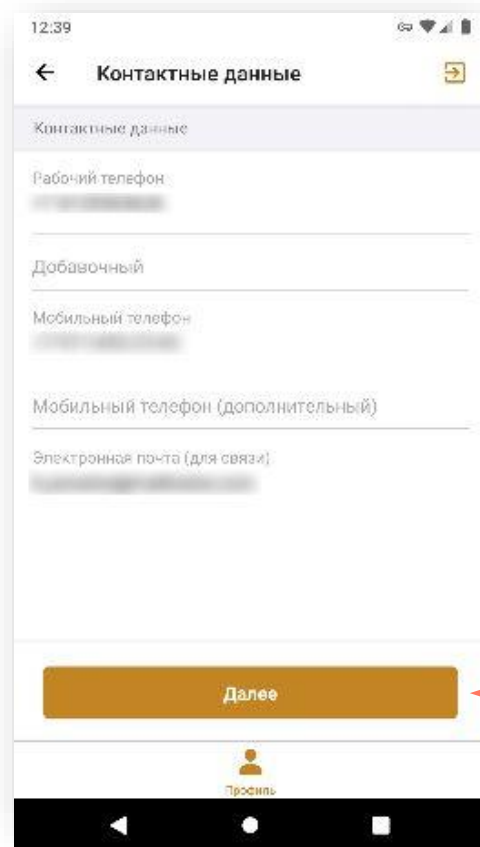 12:39
Контактные данные
Контактные данные
Рабочий телефон
Добавочный
Мобильный телефон
Мобильный телефон (дополнительный)
Электронная почта (для связи)
Далее
Профиль